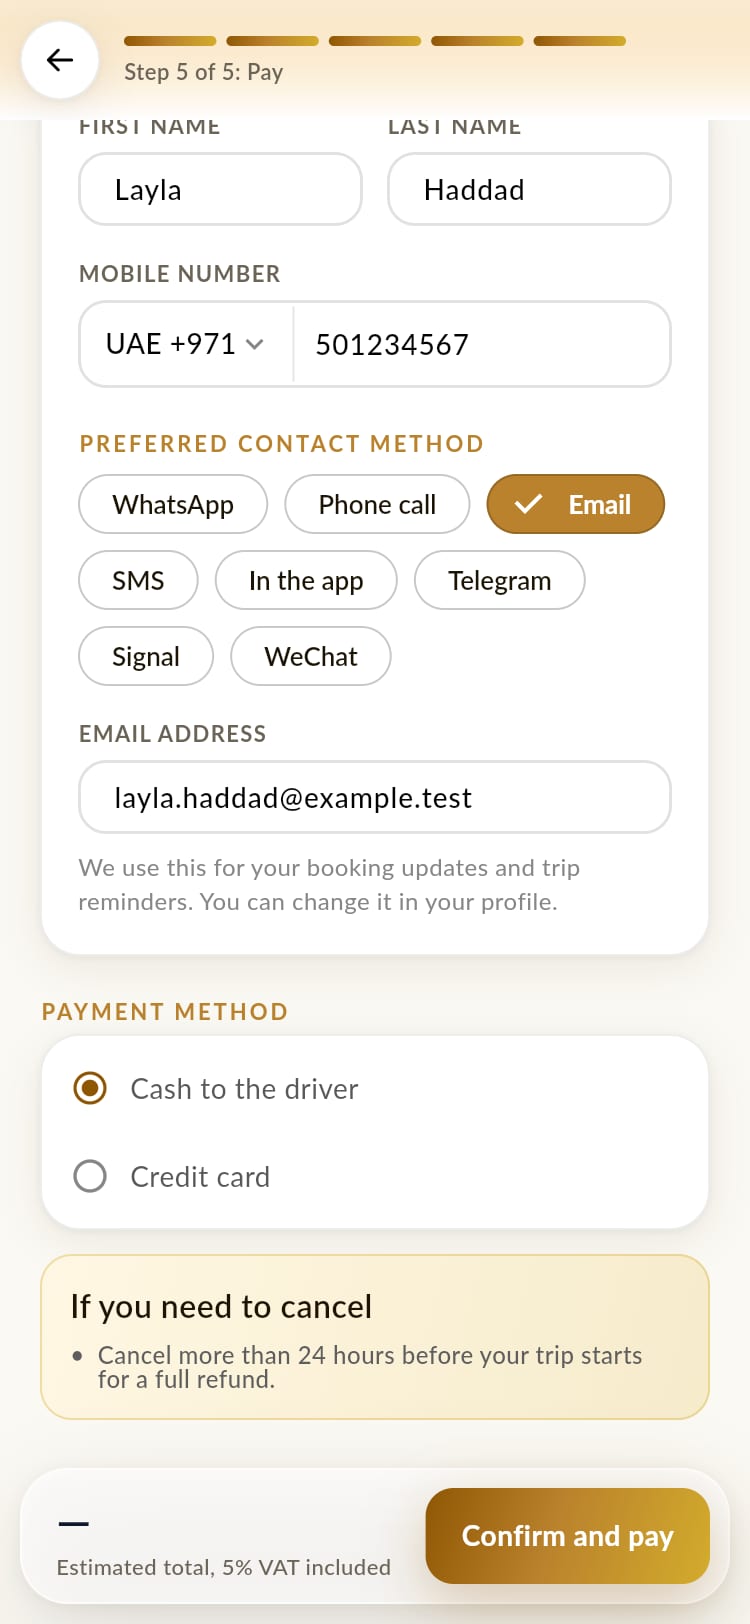 Step 5 of 5: Pay
FIRST NAME
LAST NAME
Layla
Haddad
MOBILE NUMBER
UAE +971
501234567
PREFERRED CONTACT METHOD
WhatsApp
Phone call
Email
SMS
In the app
Telegram
Signal
WeChat
EMAIL ADDRESS
layla.haddad@example.test
We use this for your booking updates and trip
reminders. You can change it in your profile.
PAYMENT METHOD
Cash to the driver
Credit card
If you need to cancel
• Cancel more than 24 hours before your trip starts
for a full refund.
—
Estimated total, 5% VAT included
Confirm and pay